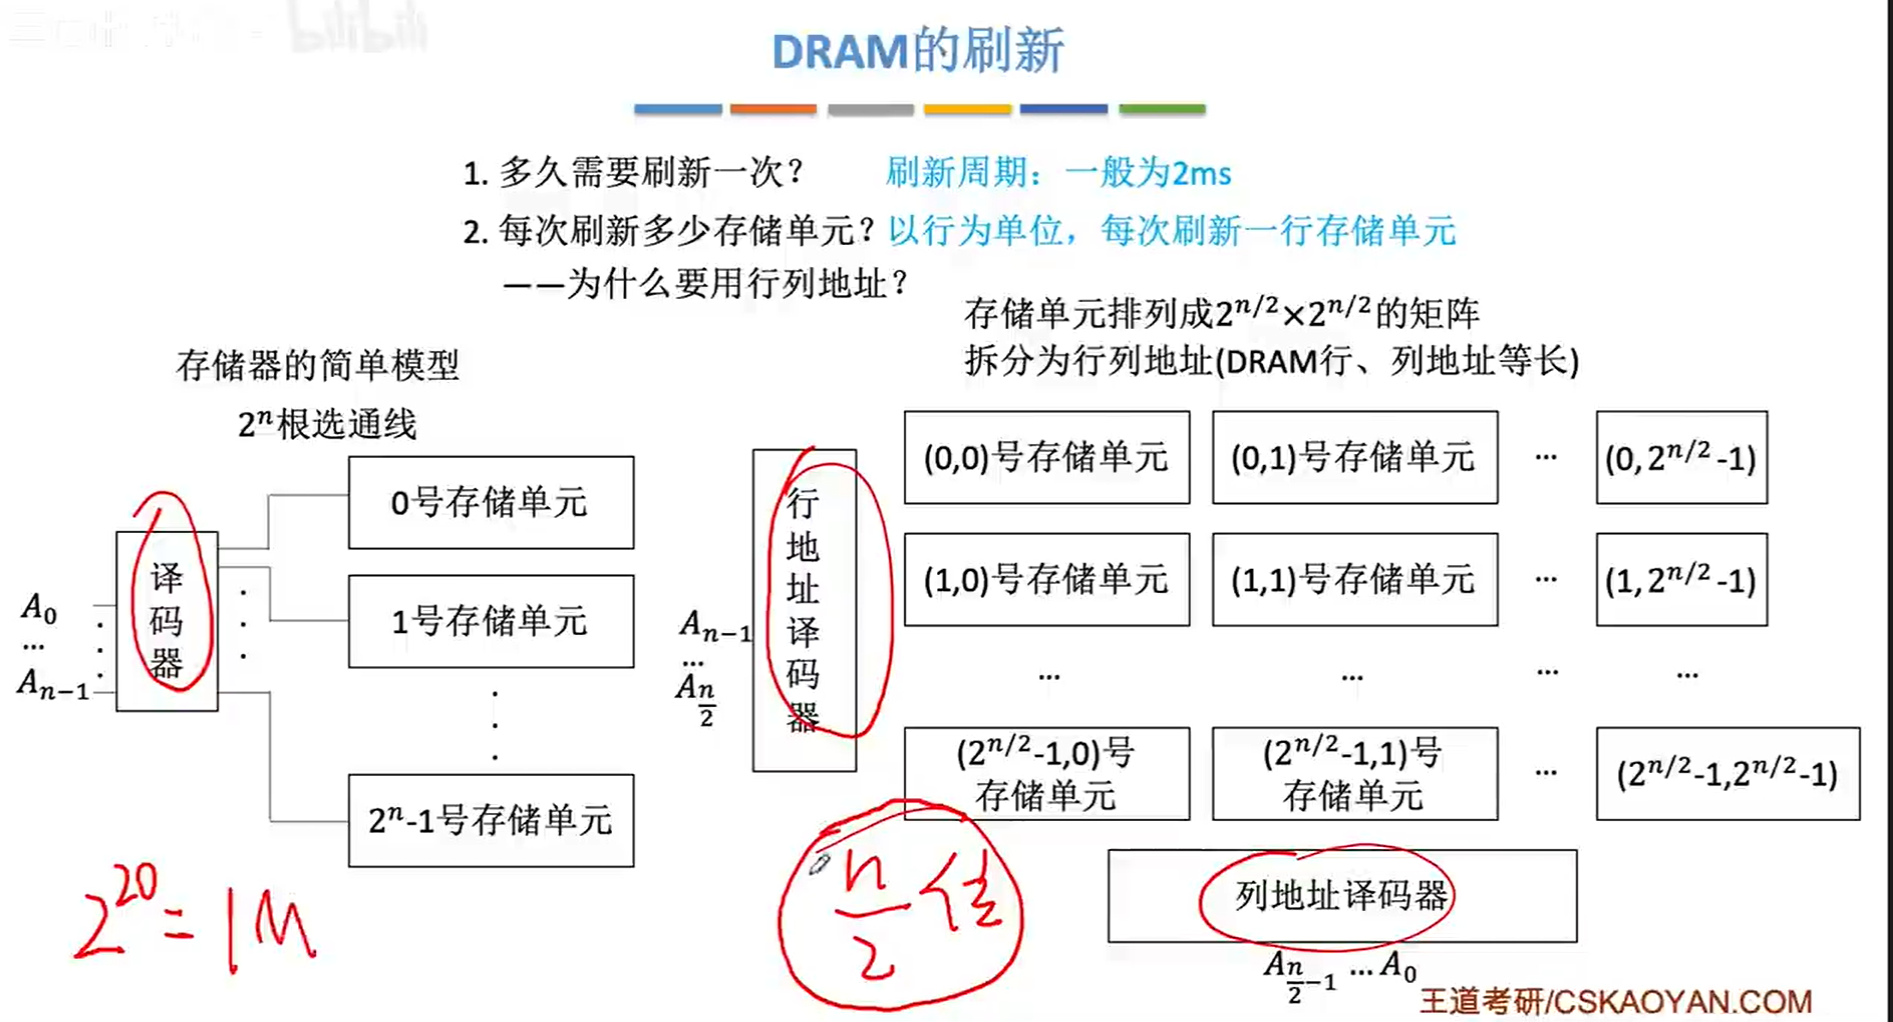 bilibili
DRAM的刷新
1. 多久需要刷新一次？ 刷新周期：一般为2ms
2. 每次刷新多少存储单元？以行为单位，每次刷新一行存储单元
——为什么要用行列地址？
存储单元排列成2^{n/2}×2^{n/2}的矩阵
拆分为行列地址(DRAM行、列地址等长)
存储器的简单模型
2^n根选通线
译码器
A_0
...
A_{n-1}
0号存储单元
1号存储单元
2^n-1号存储单元
2^{20}=1M
行地址译码器
A_{n-1}
...
A_{n/2}
(0,0)号存储单元 (0,1)号存储单元 ... (0,2^{n/2}-1)
(1,0)号存储单元 (1,1)号存储单元 ... (1,2^{n/2}-1)
... ... ... ...
(2^{n/2}-1,0)号存储单元 (2^{n/2}-1,1)号存储单元 ... (2^{n/2}-1,2^{n/2}-1)
n/2
列地址译码器
A_{n/2-1} ...A_0
王道考研/CSKAOYAN.COM